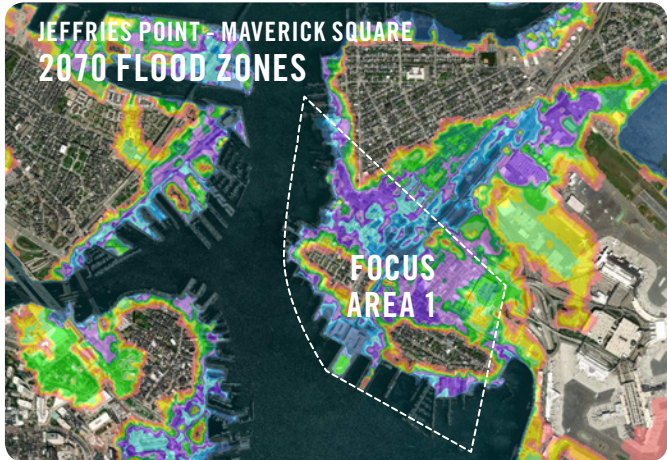 JEFFRIES POINT - MAVERICK SQUARE
2070 FLOOD ZONES
FOCUS
AREA 1